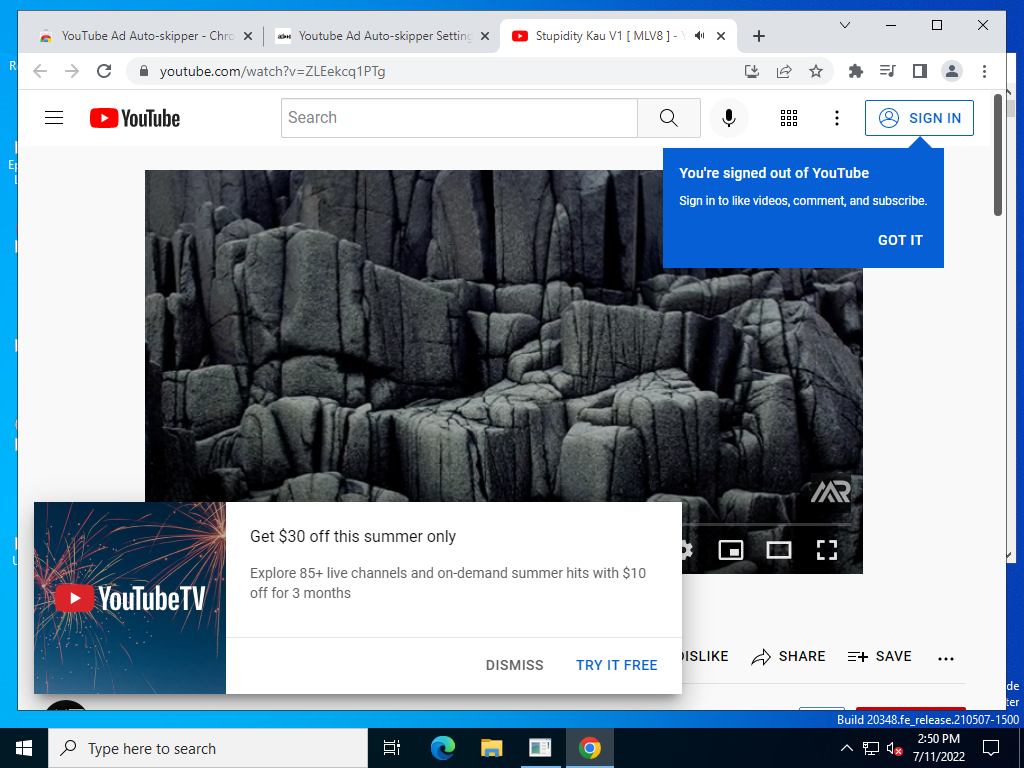 YouTube Ad Auto-skipper - Chro
Youtube Ad Auto-skipper Setting
Stupidity Kau V1 [ MLV8 ] - Y
youtube.com/watch?v=ZLEekcq1PTg
YouTube
Search
SIGN IN
You're signed out of YouTube
Sign in to like videos, comment, and subscribe.
GOT IT
MR
YouTubeTV
Get $30 off this summer only
Explore 85+ live channels and on-demand summer hits with $10
off for 3 months
DISMISS
TRY IT FREE
DISLIKE
SHARE
SAVE
Build 20348.fe_release.210507-1500
Type here to search
2:50 PM
7/11/2022